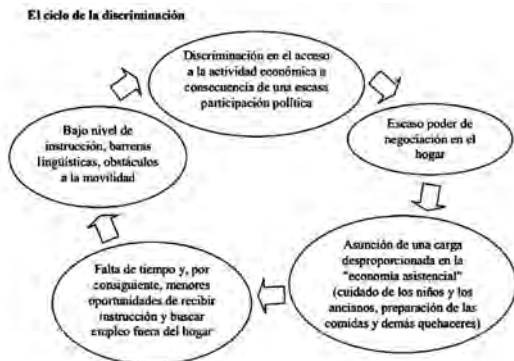 El ciclo de la discriminación
Discriminación en el acceso
a la actividad económica a
consecuencia de una escasa
participación política
Escaso poder de
negociación en el
hogar
Asunción de una carga
desproporcionada en la
"economía asistencial"
(cuidado de los niños y los
ancianos, preparación de las
comidas y demás quehaceres)
Falta de tiempo y, por
consiguiente, menores
oportunidades de recibir
instrucción y buscar
empleo fuera del hogar
Bajo nivel de
instrucción, barreras
lingüísticas, obstáculos
a la movilidad